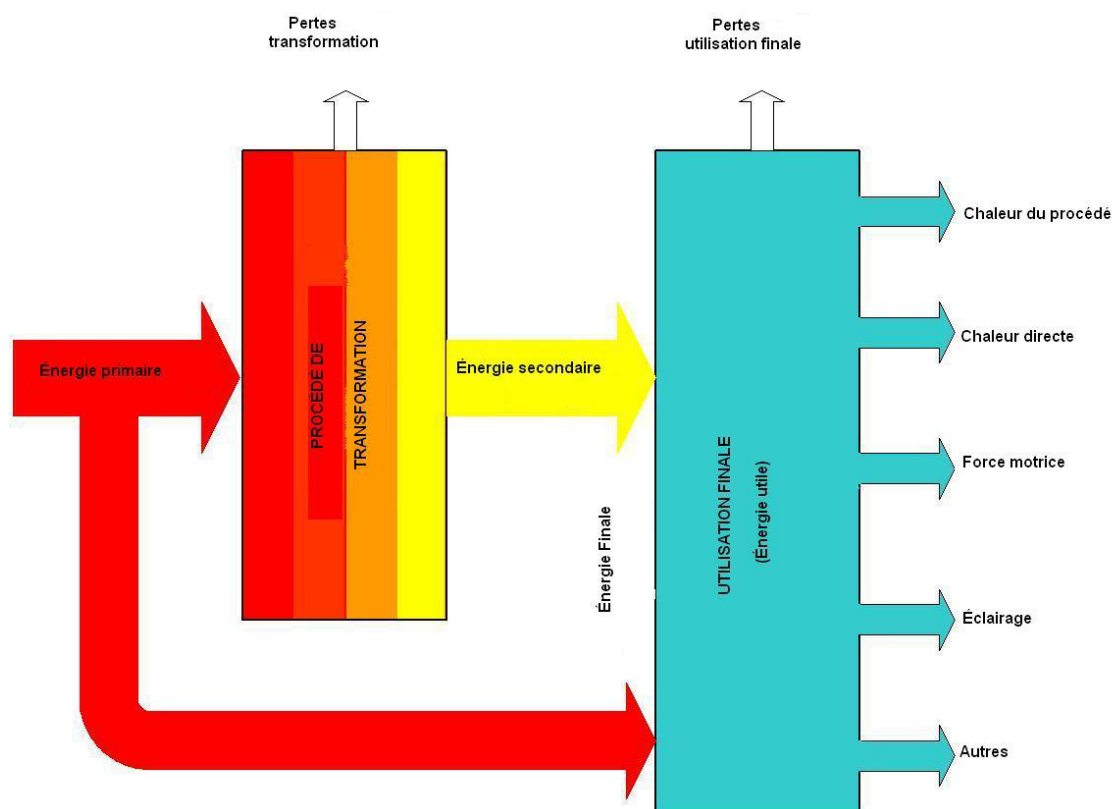 Pertes
transformation
Pertes
utilisation finale
Énergie primaire
PROCÉDÉ DE
TRANSFORMATION
Énergie secondaire
Énergie Finale
UTILISATION FINALE
(Énergie utile)
Chaleur du procédé
Chaleur directe
Force motrice
Éclairage
Autres